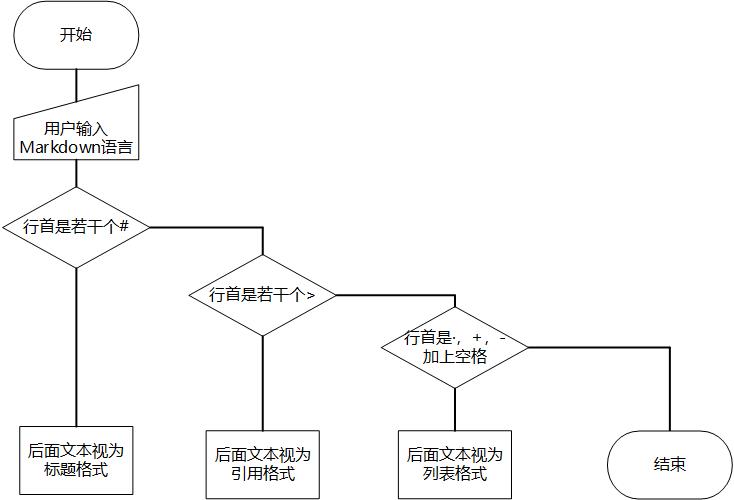 开始
用户输入
Markdown语言
行首是若干个#
行首是若干个>
行首是·，+，-
加上空格
后面文本视为
标题格式
后面文本视为
引用格式
后面文本视为
列表格式
结束